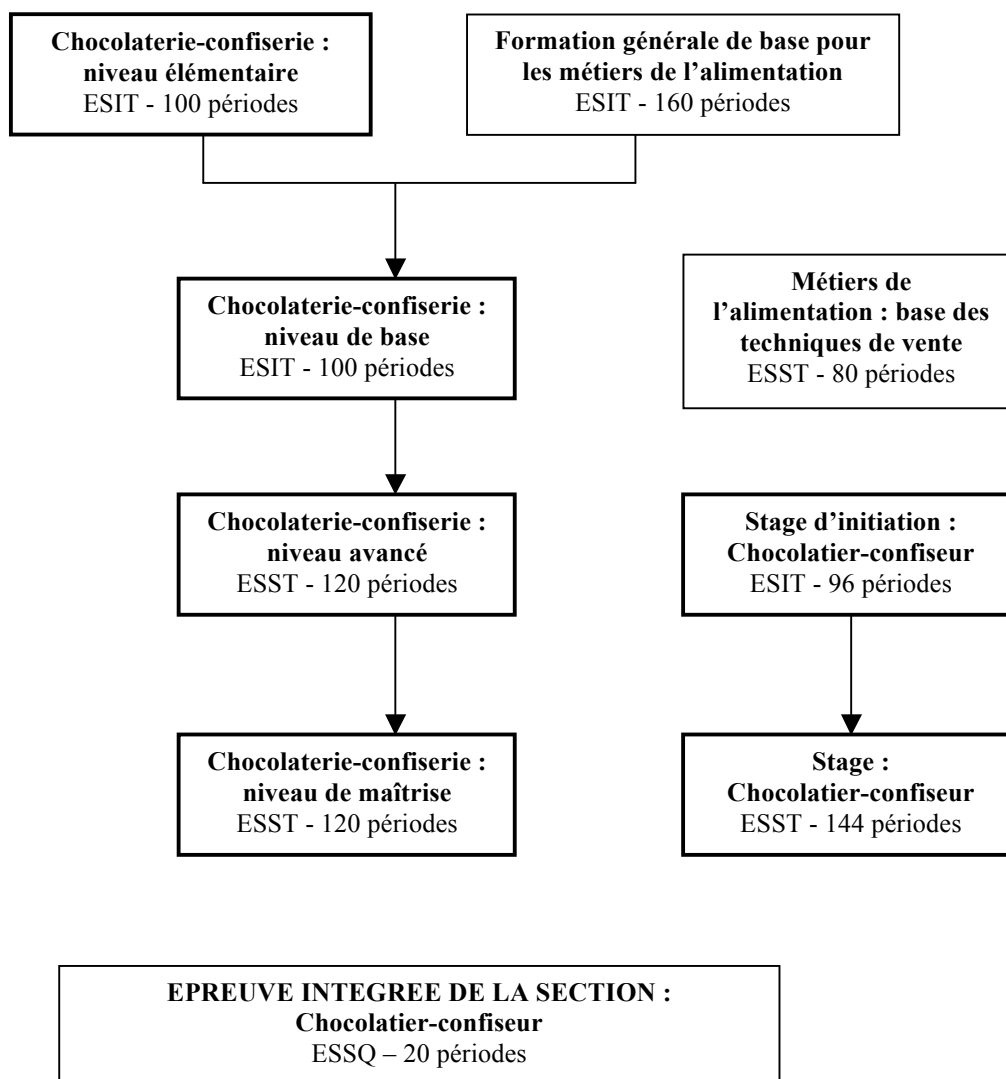 Chocolaterie-confiserie :
niveau élémentaire
ESIT - 100 périodes
Formation générale de base pour
les métiers de l’alimentation
ESIT - 160 périodes
Chocolaterie-confiserie :
niveau de base
ESIT - 100 périodes
Métiers de
l’alimentation : base des
techniques de vente
ESST - 80 périodes
Chocolaterie-confiserie :
niveau avancé
ESST - 120 périodes
Stage d’initiation :
Chocolatier-confiseur
ESIT - 96 périodes
Chocolaterie-confiserie :
niveau de maîtrise
ESST - 120 périodes
Stage :
Chocolatier-confiseur
ESST - 144 périodes
EPREUVE INTEGREE DE LA SECTION :
Chocolatier-confiseur
ESSQ – 20 périodes